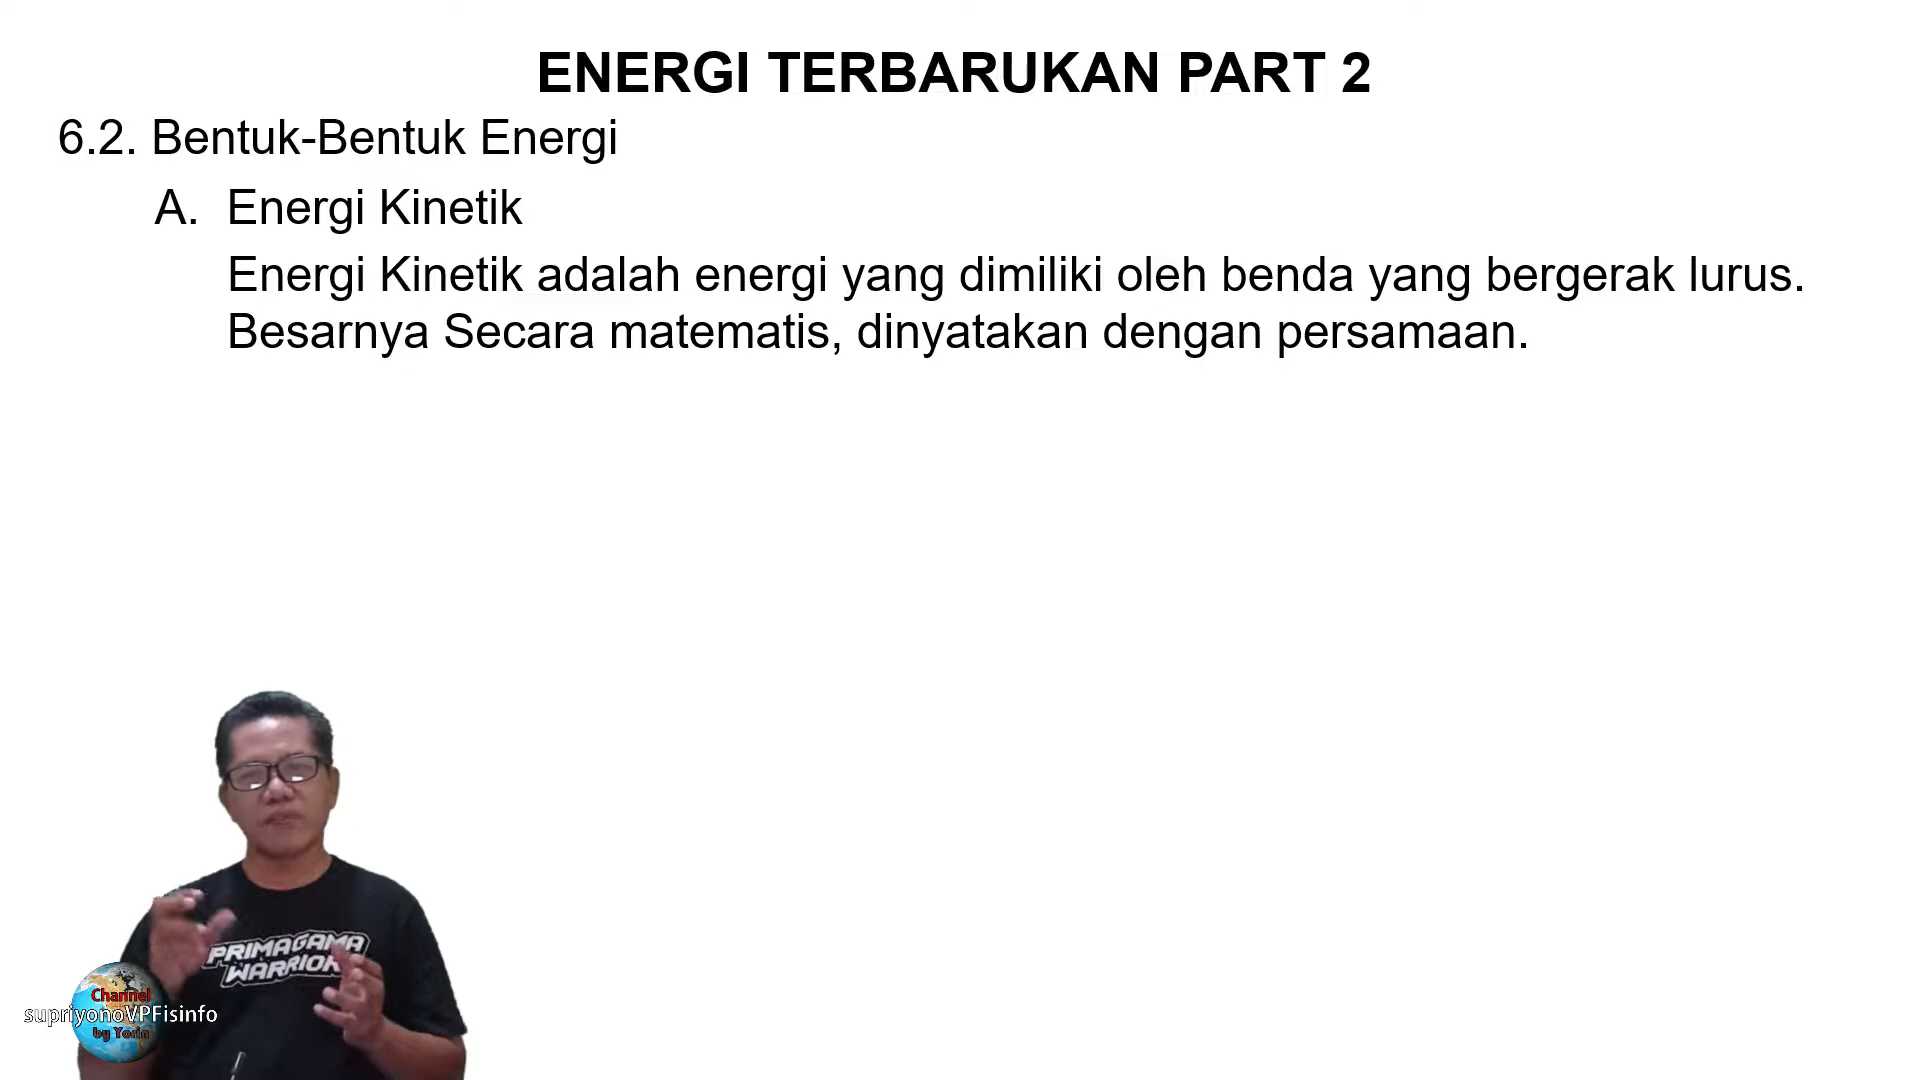 ENERGI TERBARUKAN PART 2
6.2. Bentuk-Bentuk Energi
A. Energi Kinetik
Energi Kinetik adalah energi yang dimiliki oleh benda yang bergerak lurus.
Besarnya Secara matematis, dinyatakan dengan persamaan.
PRIMAGAMA
WARRIOR
Channel
supriyonoVPFisinfo
by Yorin